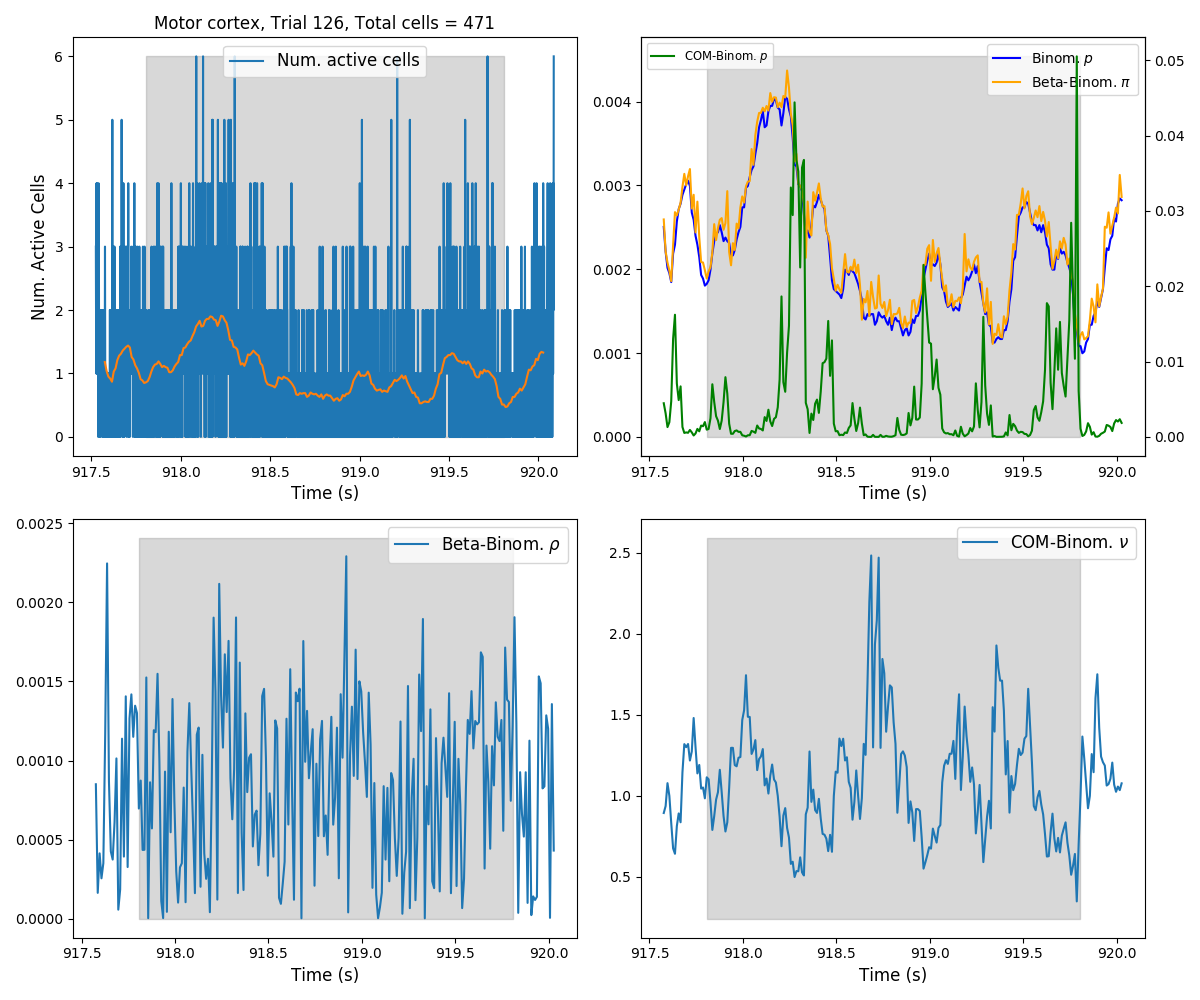 Motor cortex, Trial 126, Total cells = 471
Num. active cells
Num. Active Cells
6
5
4
3
2
1
0
917.5 918.0 918.5 919.0 919.5 920.0
Time (s)
COM-Binom. p
Binom. p
Beta-Binom. π
0.004
0.003
0.002
0.001
0.000
0.05
0.04
0.03
0.02
0.01
0.00
917.5 918.0 918.5 919.0 919.5 920.0
Time (s)
Beta-Binom. ρ
0.0025
0.0020
0.0015
0.0010
0.0005
0.0000
917.5 918.0 918.5 919.0 919.5 920.0
Time (s)
COM-Binom. ν
2.5
2.0
1.5
1.0
0.5
917.5 918.0 918.5 919.0 919.5 920.0
Time (s)